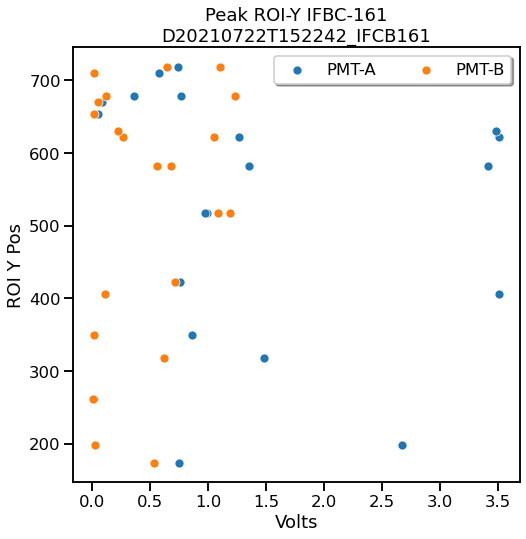 Peak ROI-Y IFBC-161
D20210722T152242_IFCB161
PMT-A PMT-B
700
600
500
400
300
200
ROI Y Pos
0.0 0.5 1.0 1.5 2.0 2.5 3.0 3.5
Volts